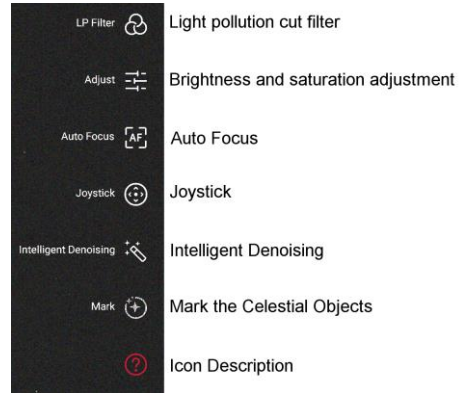 LP Filter Light pollution cut filter
Adjust Brightness and saturation adjustment
Auto Focus AF Auto Focus
Joystick Joystick
Intelligent Denoising Intelligent Denoising
Mark Mark the Celestial Objects
? Icon Description